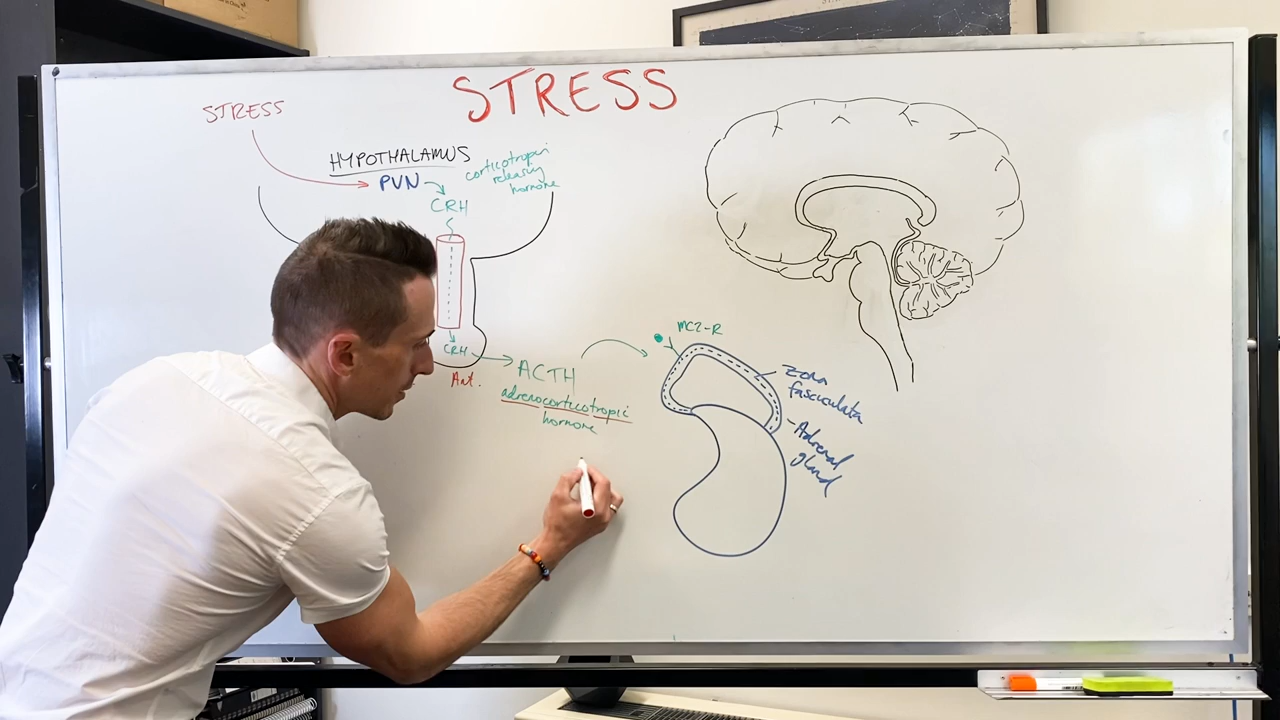 STRESS
STRESS
HYPOTHALAMUS
PVN
CRH
corticotropin
releasing
hormone
CRH
Ant.
ACTH
adrenocorticotropic
hormone
MC2-R
Zona
fasciculata
-Adrenal
gland